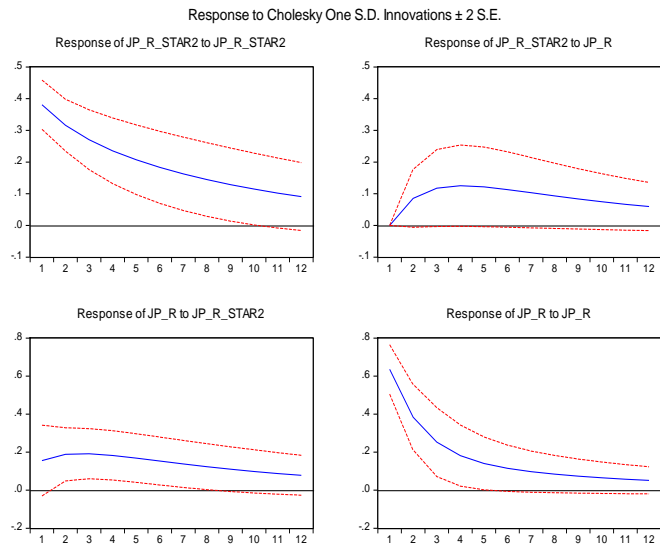 Response to Cholesky One S.D. Innovations ± 2 S.E.
Response of JP_R_STAR2 to JP_R_STAR2
.5
.4
.3
.2
.1
.0
-.1
1 2 3 4 5 6 7 8 9 10 11 12
Response of JP_R_STAR2 to JP_R
.5
.4
.3
.2
.1
.0
-.1
1 2 3 4 5 6 7 8 9 10 11 12
Response of JP_R to JP_R_STAR2
.8
.6
.4
.2
.0
-.2
1 2 3 4 5 6 7 8 9 10 11 12
Response of JP_R to JP_R
.8
.6
.4
.2
.0
-.2
1 2 3 4 5 6 7 8 9 10 11 12